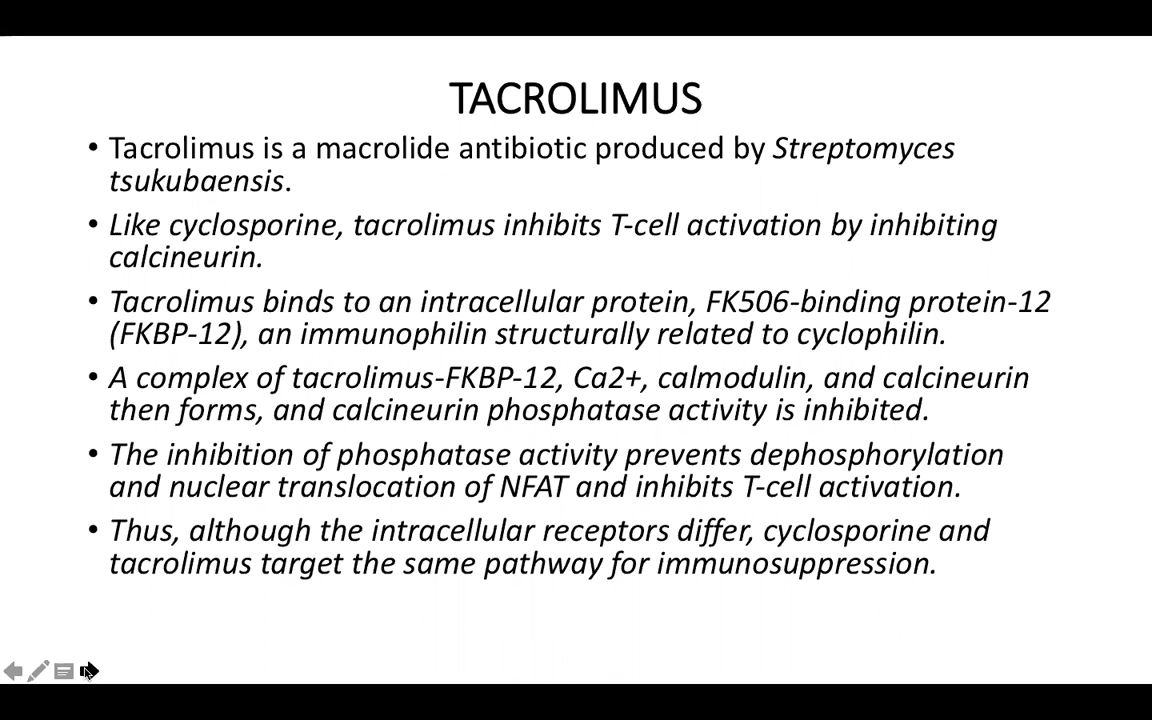 TACROLIMUS
• Tacrolimus is a macrolide antibiotic produced by Streptomyces
tsukubaensis.
• Like cyclosporine, tacrolimus inhibits T-cell activation by inhibiting
calcineurin.
• Tacrolimus binds to an intracellular protein, FK506-binding protein-12
(FKBP-12), an immunophilin structurally related to cyclophilin.
• A complex of tacrolimus-FKBP-12, Ca2+, calmodulin, and calcineurin
then forms, and calcineurin phosphatase activity is inhibited.
• The inhibition of phosphatase activity prevents dephosphorylation
and nuclear translocation of NFAT and inhibits T-cell activation.
• Thus, although the intracellular receptors differ, cyclosporine and
tacrolimus target the same pathway for immunosuppression.